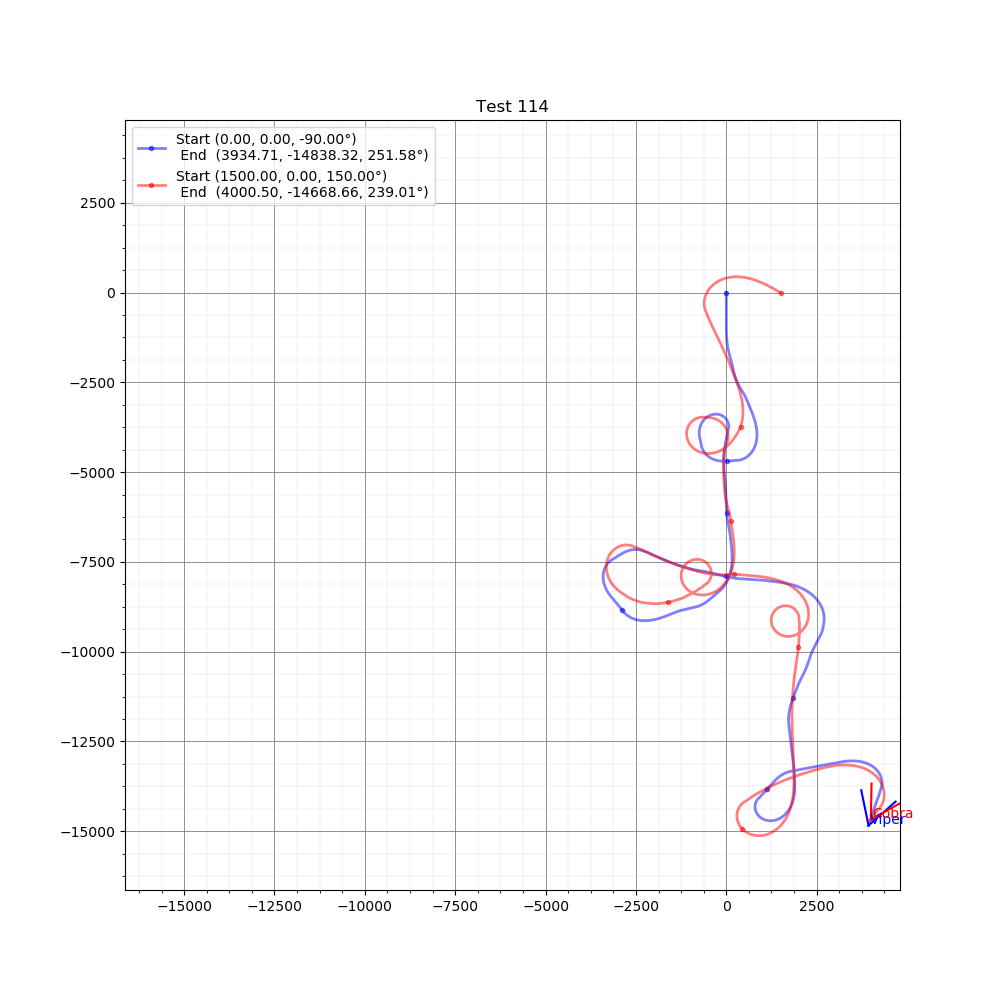 Test 114
Start (0.00, 0.00, -90.00°)
End  (3934.71, -14838.32, 251.58°)
Start (1500.00, 0.00, 150.00°)
End  (4000.50, -14668.66, 239.01°)
2500
0
−2500
−5000
−7500
−10000
−12500
−15000
Cobra
Viper
−15000 −12500 −10000 −7500 −5000 −2500 0 2500